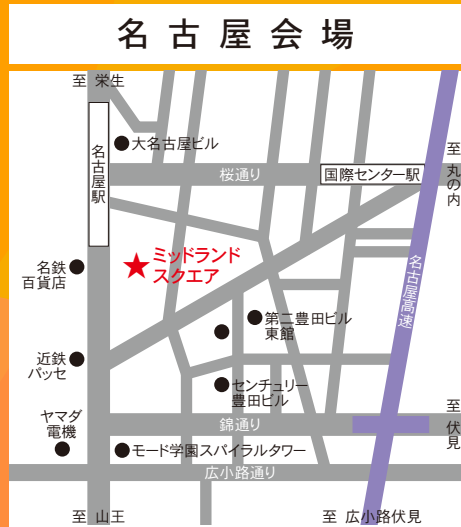 名古屋会場
至 栄生
大名古屋ビル
名古屋駅
桜通り
国際センター駅
至 丸の内
ミッドランド
スクエア
名鉄
百貨店
名古屋高速
第二豊田ビル
東館
近鉄
パッセ
センチュリー
豊田ビル
ヤマダ
電機
錦通り
至 伏見
モード学園スパイラルタワー
広小路通り
至 山王
至 広小路伏見